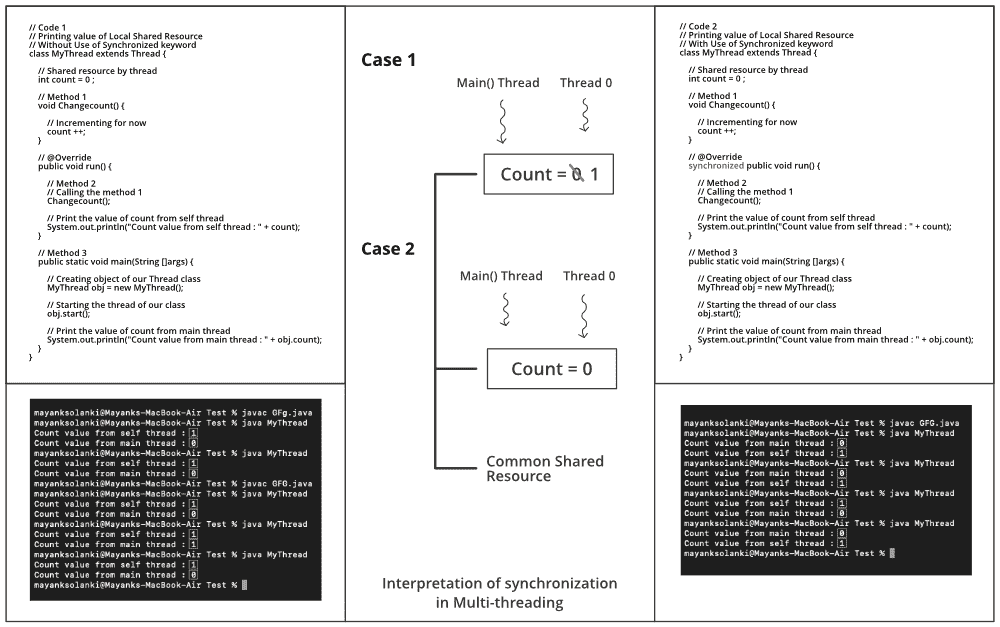 // Code 1
// Printing value of Local Shared Resource
// Without Use of Synchronized keyword
class MyThread extends Thread {
// Shared resource by thread
int count = 0 ;
// Method 1
void Changecount() {
// Incrementing for now
count ++;
}
// @Override
public void run() {
// Method 2
// Calling the method 1
Changecount();
// Print the value of count from self thread
System.out.println("Count value from self thread : " + count);
}
// Method 3
public static void main(String []args) {
// Creating object of our Thread class
MyThread obj = new MyThread();
// Starting the thread of our class
obj.start();
// Print the value of count from main thread
System.out.println("Count value from main thread : " + obj.count);
}
}
mayanksolanki@Mayanks-MacBook-Air Test % javac GFg.java
mayanksolanki@Mayanks-MacBook-Air Test % java MyThread
Count value from self thread : 1
Count value from main thread : 0
mayanksolanki@Mayanks-MacBook-Air Test % java MyThread
Count value from self thread : 1
Count value from main thread : 0
mayanksolanki@Mayanks-MacBook-Air Test % javac GFG.java
mayanksolanki@Mayanks-MacBook-Air Test % java MyThread
Count value from self thread : 1
Count value from main thread : 0
mayanksolanki@Mayanks-MacBook-Air Test % java MyThread
Count value from self thread : 1
Count value from main thread : 1
mayanksolanki@Mayanks-MacBook-Air Test % java MyThread
Count value from self thread : 1
Count value from main thread : 0
mayanksolanki@Mayanks-MacBook-Air Test %
Case 1
Main() Thread Thread 0
Count = 0 1
Case 2
Main() Thread Thread 0
Count = 0
Common Shared
Resource
Interpretation of synchronization
in Multi-threading
// Code 2
// Printing value of Local Shared Resource
// With Use of Synchronized keyword
class MyThread extends Thread {
// Shared resource by thread
int count = 0 ;
// Method 1
void Changecount() {
// Incrementing for now
count ++;
}
// @Override
synchronized public void run() {
// Method 2
// Calling the method 1
Changecount();
// Print the value of count from self thread
System.out.println("Count value from self thread : " + count);
}
// Method 3
public static void main(String []args) {
// Creating object of our Thread class
MyThread obj = new MyThread();
// Starting the thread of our class
obj.start();
// Print the value of count from main thread
System.out.println("Count value from main thread : " + obj.count);
}
}
mayanksolanki@Mayanks-MacBook-Air Test % javac GFG.java
mayanksolanki@Mayanks-MacBook-Air Test % java MyThread
Count value from main thread : 0
Count value from self thread : 1
mayanksolanki@Mayanks-MacBook-Air Test % java MyThread
Count value from main thread : 0
Count value from self thread : 1
mayanksolanki@Mayanks-MacBook-Air Test % java MyThread
Count value from self thread : 1
Count value from main thread : 0
mayanksolanki@Mayanks-MacBook-Air Test % java MyThread
Count value from main thread : 0
Count value from self thread : 1
mayanksolanki@Mayanks-MacBook-Air Test %